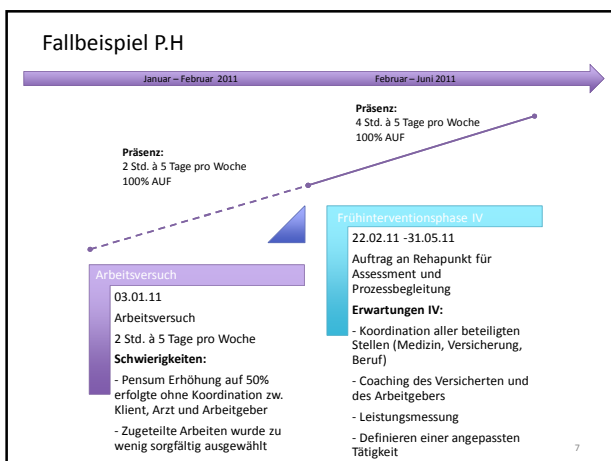 Fallbeispiel P.H
Januar – Februar 2011
Februar – Juni 2011
Präsenz:
2 Std. à 5 Tage pro Woche
100% AUF
Präsenz:
4 Std. à 5 Tage pro Woche
100% AUF
Arbeitsversuch
03.01.11
Arbeitsversuch
2 Std. à 5 Tage pro Woche
Schwierigkeiten:
- Pensum Erhöhung auf 50%
erfolgte ohne Koordination zw.
Klient, Arzt und Arbeitgeber
- Zugeteilte Arbeiten wurde zu
wenig sorgfältig ausgewählt
Frühinterventionsphase IV
22.02.11 -31.05.11
Auftrag an Rehapunkt für
Assessment und
Prozessbegleitung
Erwartungen IV:
- Koordination aller beteiligten
Stellen (Medizin, Versicherung,
Beruf)
- Coaching des Versicherten und
des Arbeitgebers
- Leistungsmessung
- Definieren einer angepassten
Tätigkeit
7